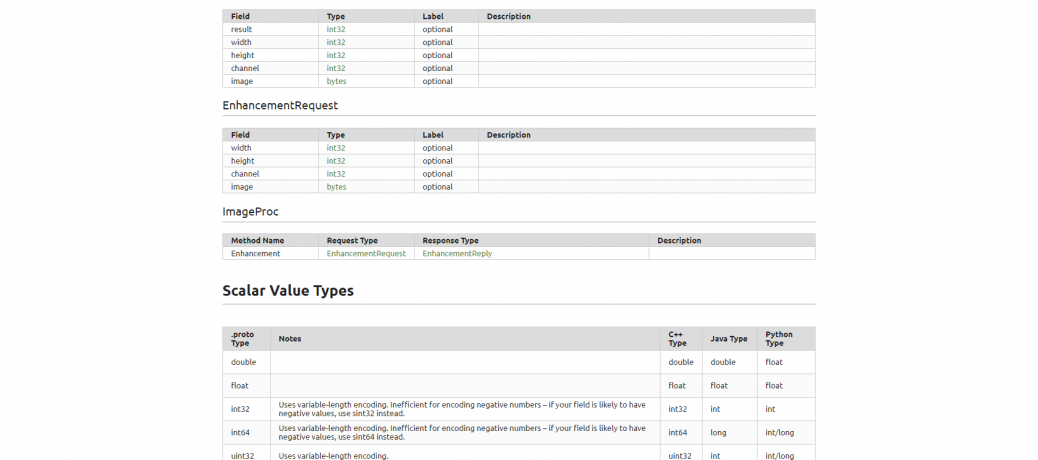 Field Type Label Description
result int32 optional
width int32 optional
height int32 optional
channel int32 optional
image bytes optional
EnhancementRequest
Field Type Label Description
width int32 optional
height int32 optional
channel int32 optional
image bytes optional
ImageProc
Method Name Request Type Response Type Description
Enhancement EnhancementRequest EnhancementReply
Scalar Value Types
.proto Type Notes C++ Type Java Type Python Type
double double double float
float float float float
int32 Uses variable-length encoding. Inefficient for encoding negative numbers – if your field is likely to have
negative values, use sint32 instead. int32 int int
int64 Uses variable-length encoding. Inefficient for encoding negative numbers – if your field is likely to have
negative values, use sint64 instead. int64 long int/long
uint32 Uses variable-length encoding. uint32 int int/long